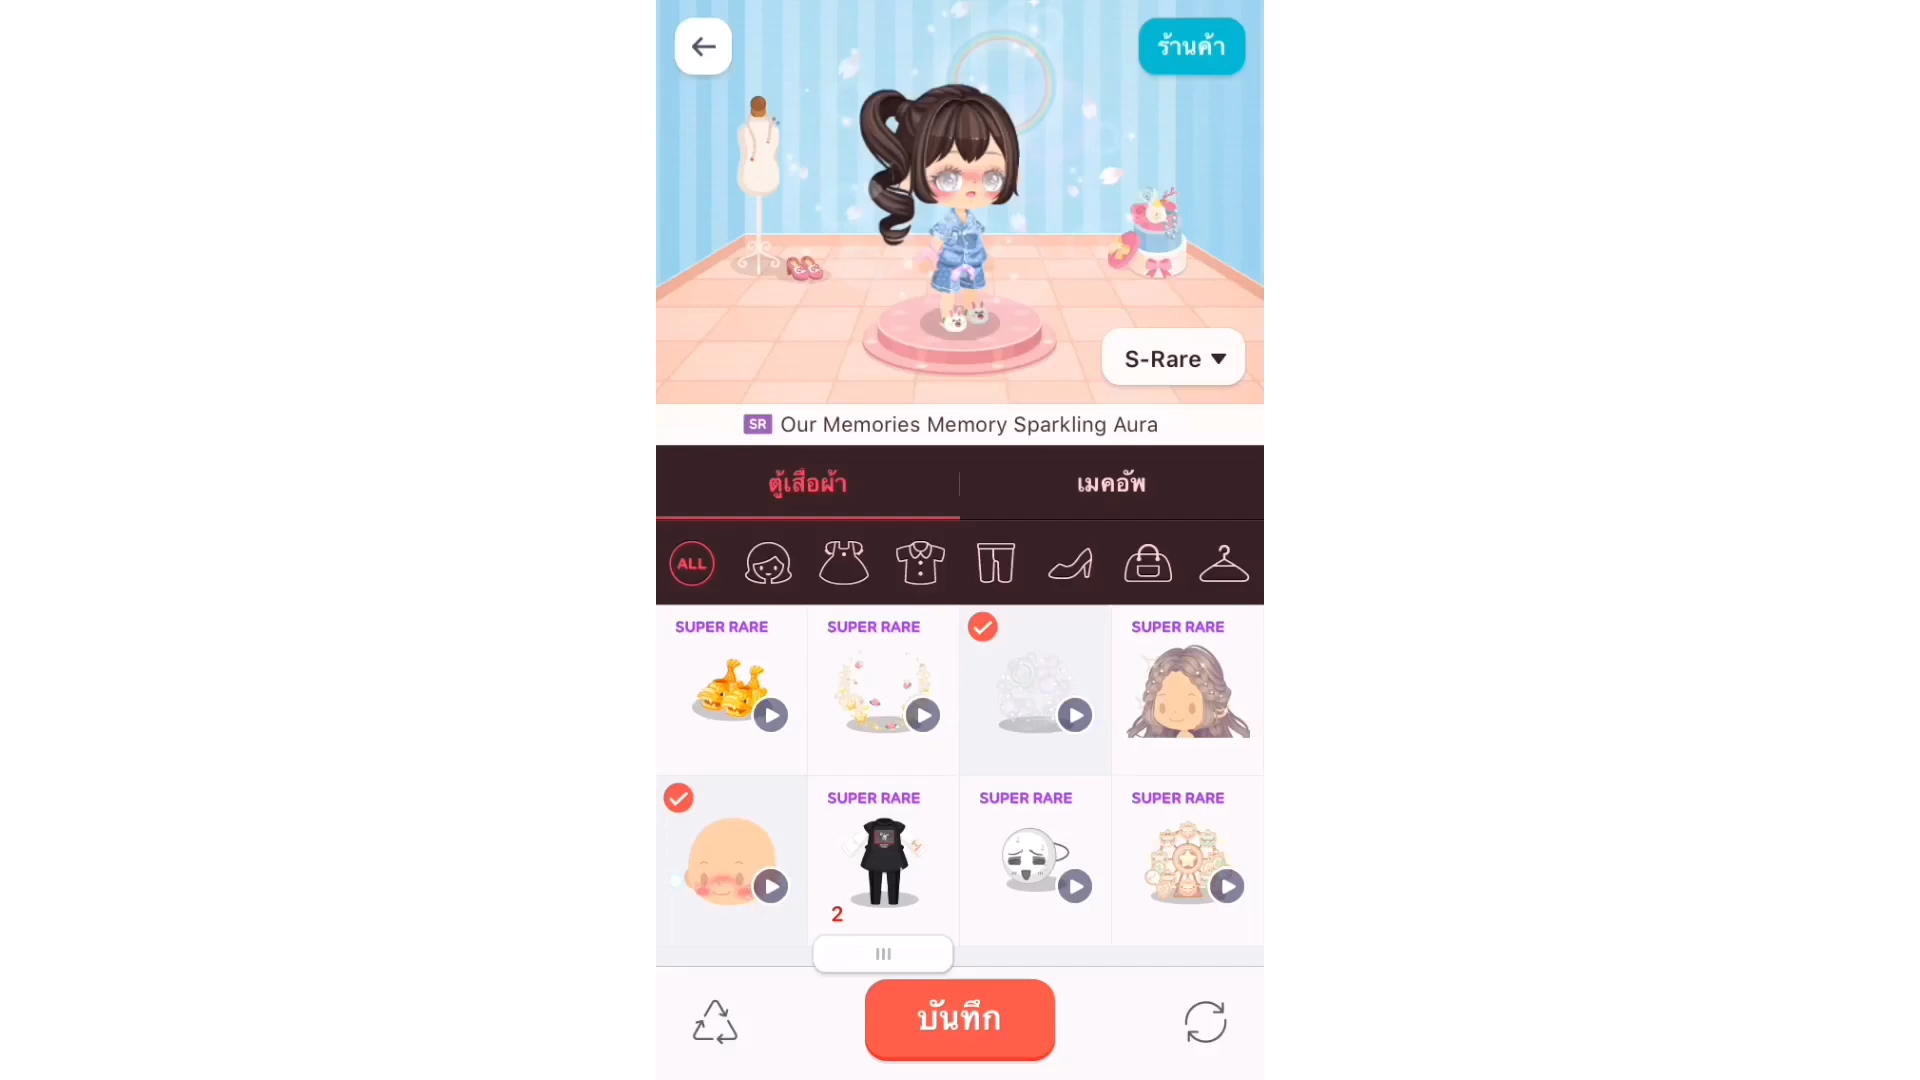 ร้านค้า
S-Rare
SR Our Memories Memory Sparkling Aura
ตู้เสื้อผ้า
เมคอัพ
ALL
SUPER RARE
SUPER RARE
SUPER RARE
SUPER RARE
SUPER RARE
SUPER RARE
2
บันทึก